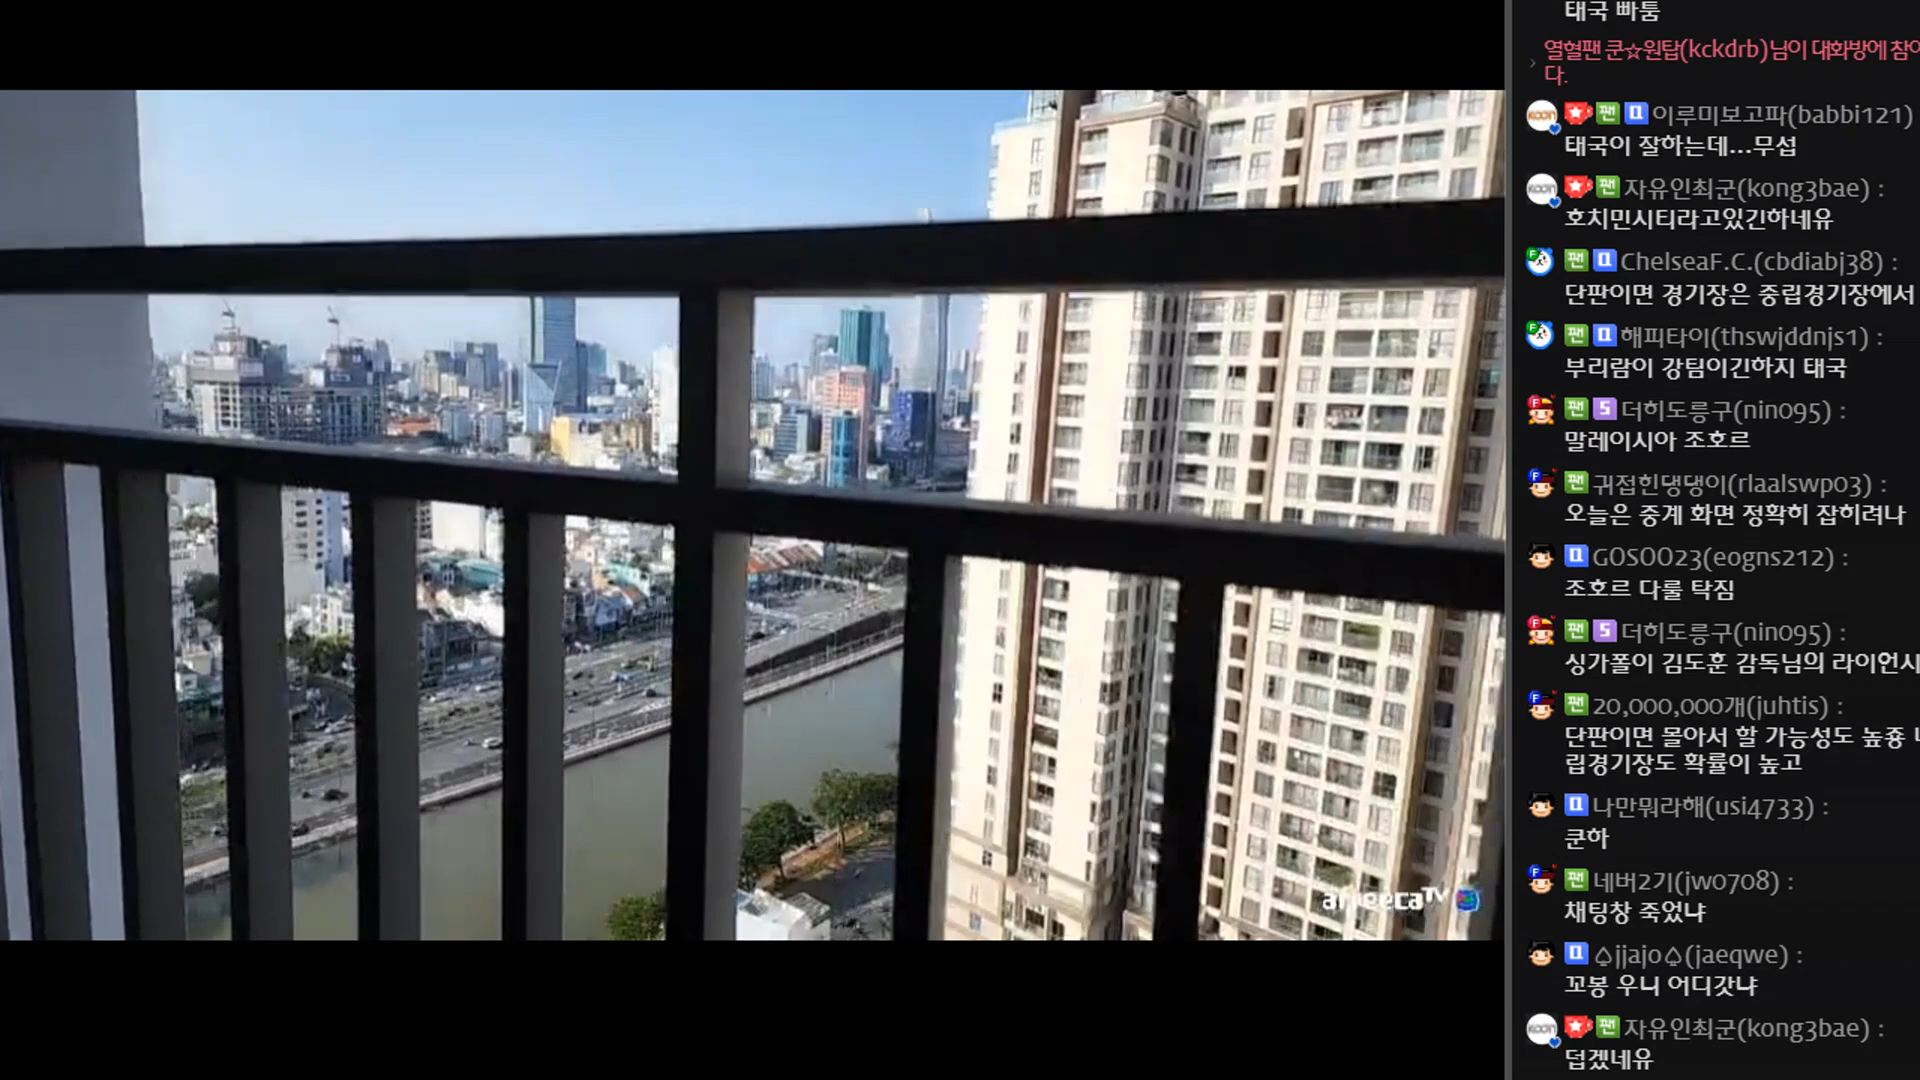 태국 빠툼
열혈팬 쿤☆원탑(kckdrb)님이 대화방에 참여
다.
이루미보고파(babbi121)
태국이 잘하는데...무섭
자유인최군(kong3bae) :
호치민시티라고있긴하네유
ChelseaF.C.(cbdiabj38) :
단판이면 경기장은 중립경기장에서
해피타이(thswjddnjs1) :
부리람이 강팀이긴하지 태국
더히도릉구(nin095) :
말레이시아 조호르
귀접힌댕댕이(rlaalswp03) :
오늘은 중계 화면 정확히 잡히려나
GOSOO23(eogns212) :
조호르 다룰 탁짐
더히도릉구(nin095) :
싱가폴이 김도훈 감독님의 라이언시
20,000,000개(juhtis) :
단판이면 몰아서 할 가능성도 높죵
립경기장도 확률이 높고
나만뭐라해(usi4733) :
쿤하
네버2기(jw0708) :
채팅창 죽었냐
♤jjajo♤(jaeqwe) :
꼬봉 우니 어디갓냐
자유인최군(kong3bae) :
덥겠네유
afreecaTV